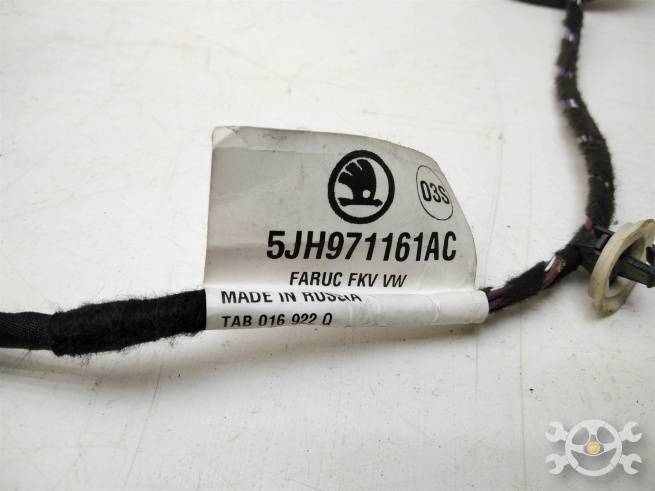 03S
5JH971161AC
FARUC FKV VW
MADE IN RUSSIA
TAB 016 922 Q